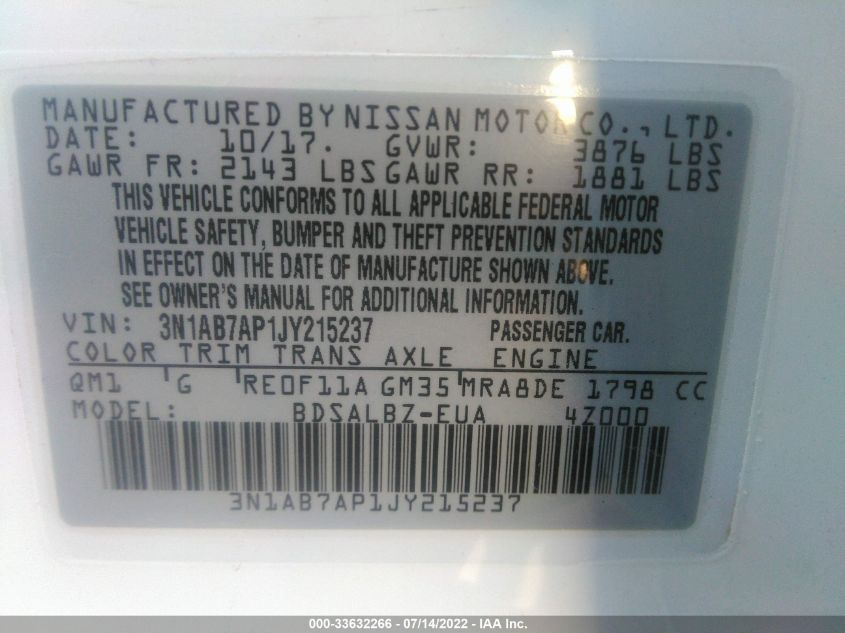 MANUFACTURED BY NISSAN MOTOR CO., LTD.
DATE: 10/17. GVWR: 3876 LBS
GAWR FR: 2143 LBS GAWR RR: 1881 LBS
THIS VEHICLE CONFORMS TO ALL APPLICABLE FEDERAL MOTOR
VEHICLE SAFETY, BUMPER AND THEFT PREVENTION STANDARDS
IN EFFECT ON THE DATE OF MANUFACTURE SHOWN ABOVE.
SEE OWNER'S MANUAL FOR ADDITIONAL INFORMATION.
VIN: 3N1AB7AP1JY215237 PASSENGER CAR.
COLOR TRIM TRANS AXLE ENGINE
QM1 G RE0F11A GM35 MRA8DE 1798 CC
MODEL: BDSALBZ-EUA 4Z000
3N1AB7AP1JY215237
000-33632266 - 07/14/2022 - IAA Inc.